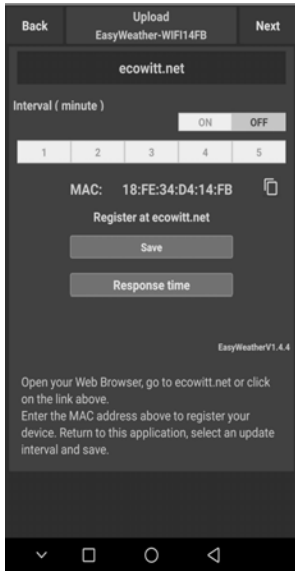 Back Upload Next
EasyWeather-WIFI14FB
ecowitt.net
Interval ( minute )
ON OFF
1 2 3 4 5
MAC: 18:FE:34:D4:14:FB
Register at ecowitt.net
Save
Response time
EasyWeatherV1.4.4
Open your Web Browser, go to ecowitt.net or click
on the link above.
Enter the MAC address above to register your
device. Return to this application, select an update
interval and save.